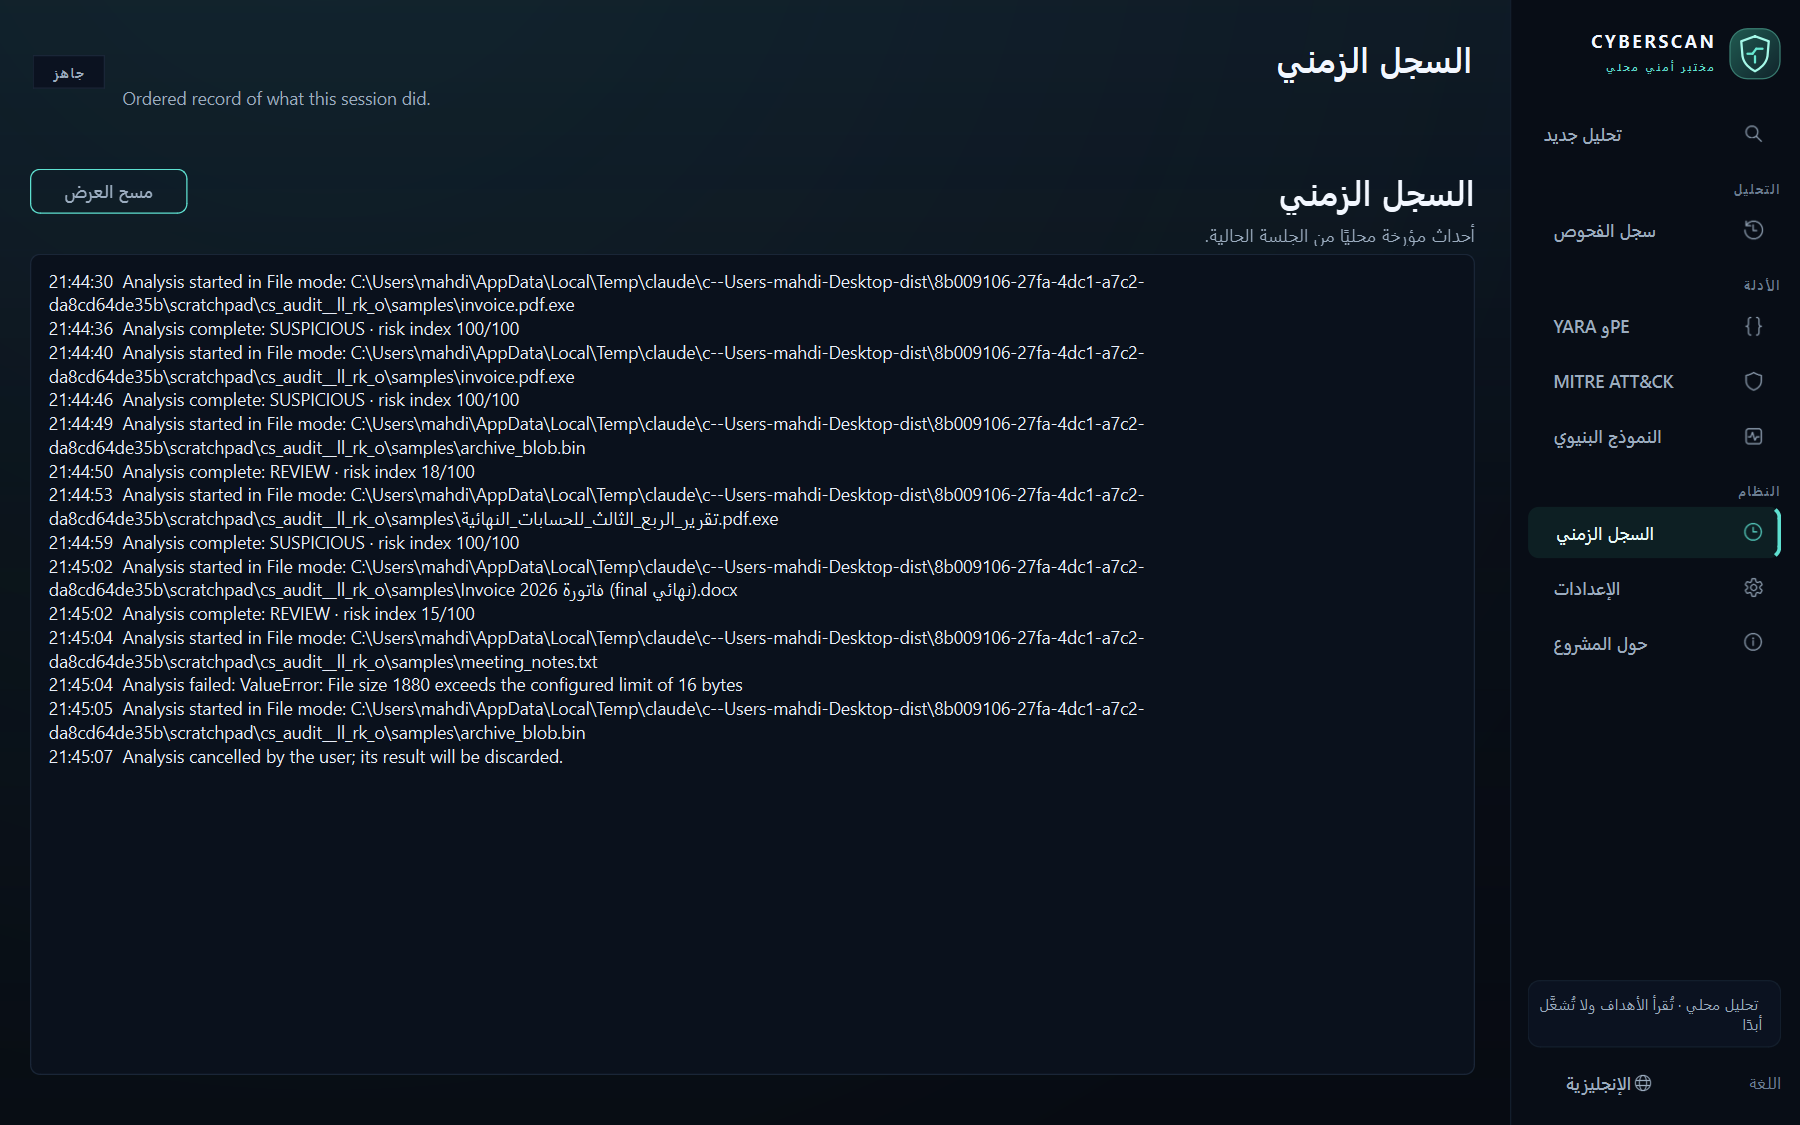 CYBERSCAN
مختبر أمني محلي
تحليل جديد
التحليل
سجل الفحوص
الأدلة
YARA وPE
MITRE ATT&CK
النموذج البنيوي
النظام
السجل الزمني
الإعدادات
حول المشروع
تحليل محلي · تُقرأ الأهداف ولا تُشغَّل
أبدًا
اللغة
الإنجليزية
السجل الزمني
جاهز
Ordered record of what this session did.
السجل الزمني
مسح العرض
أحداث مؤرخة محليًا من الجلسة الحالية.
21:44:30 Analysis started in File mode: C:\Users\mahdi\AppData\Local\Temp\claude\c--Users-mahdi-Desktop-dist\8b009106-27fa-4dc1-a7c2-
da8cd64de35b\scratchpad\cs_audit__ll_rk_o\samples\invoice.pdf.exe
21:44:36 Analysis complete: SUSPICIOUS · risk index 100/100
21:44:40 Analysis started in File mode: C:\Users\mahdi\AppData\Local\Temp\claude\c--Users-mahdi-Desktop-dist\8b009106-27fa-4dc1-a7c2-
da8cd64de35b\scratchpad\cs_audit__ll_rk_o\samples\invoice.pdf.exe
21:44:46 Analysis complete: SUSPICIOUS · risk index 100/100
21:44:49 Analysis started in File mode: C:\Users\mahdi\AppData\Local\Temp\claude\c--Users-mahdi-Desktop-dist\8b009106-27fa-4dc1-a7c2-
da8cd64de35b\scratchpad\cs_audit__ll_rk_o\samples\archive_blob.bin
21:44:50 Analysis complete: REVIEW · risk index 18/100
21:44:53 Analysis started in File mode: C:\Users\mahdi\AppData\Local\Temp\claude\c--Users-mahdi-Desktop-dist\8b009106-27fa-4dc1-a7c2-
da8cd64de35b\scratchpad\cs_audit__ll_rk_o\samples\تقرير_الربع_الثالث_للحسابات_النهائية.pdf.exe
21:44:59 Analysis complete: SUSPICIOUS · risk index 100/100
21:45:02 Analysis started in File mode: C:\Users\mahdi\AppData\Local\Temp\claude\c--Users-mahdi-Desktop-dist\8b009106-27fa-4dc1-a7c2-
da8cd64de35b\scratchpad\cs_audit__ll_rk_o\samples\Invoice 2026 فاتورة (final نهائي).docx
21:45:02 Analysis complete: REVIEW · risk index 15/100
21:45:04 Analysis started in File mode: C:\Users\mahdi\AppData\Local\Temp\claude\c--Users-mahdi-Desktop-dist\8b009106-27fa-4dc1-a7c2-
da8cd64de35b\scratchpad\cs_audit__ll_rk_o\samples\meeting_notes.txt
21:45:04 Analysis failed: ValueError: File size 1880 exceeds the configured limit of 16 bytes
21:45:05 Analysis started in File mode: C:\Users\mahdi\AppData\Local\Temp\claude\c--Users-mahdi-Desktop-dist\8b009106-27fa-4dc1-a7c2-
da8cd64de35b\scratchpad\cs_audit__ll_rk_o\samples\archive_blob.bin
21:45:07 Analysis cancelled by the user; its result will be discarded.